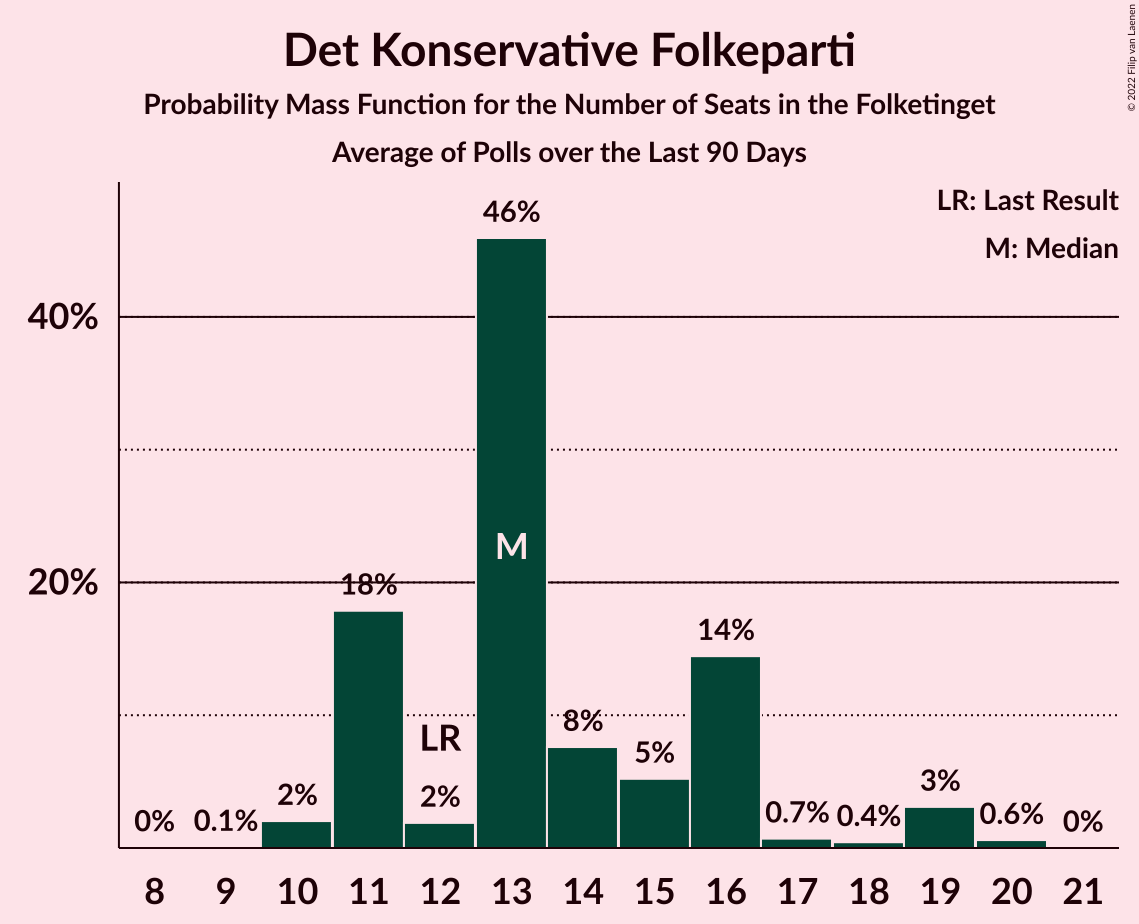 Det Konservative Folkeparti
Probability Mass Function for the Number of Seats in the Folketinget
Average of Polls over the Last 90 Days
© 2022 Filip van Laenen
LR: Last Result
M: Median
40%
20%
0%
0.1%
2%
18%
LR
2%
46%
M
8%
5%
14%
0.7%
0.4%
3%
0.6%
0%
8 9 10 11 12 13 14 15 16 17 18 19 20 21